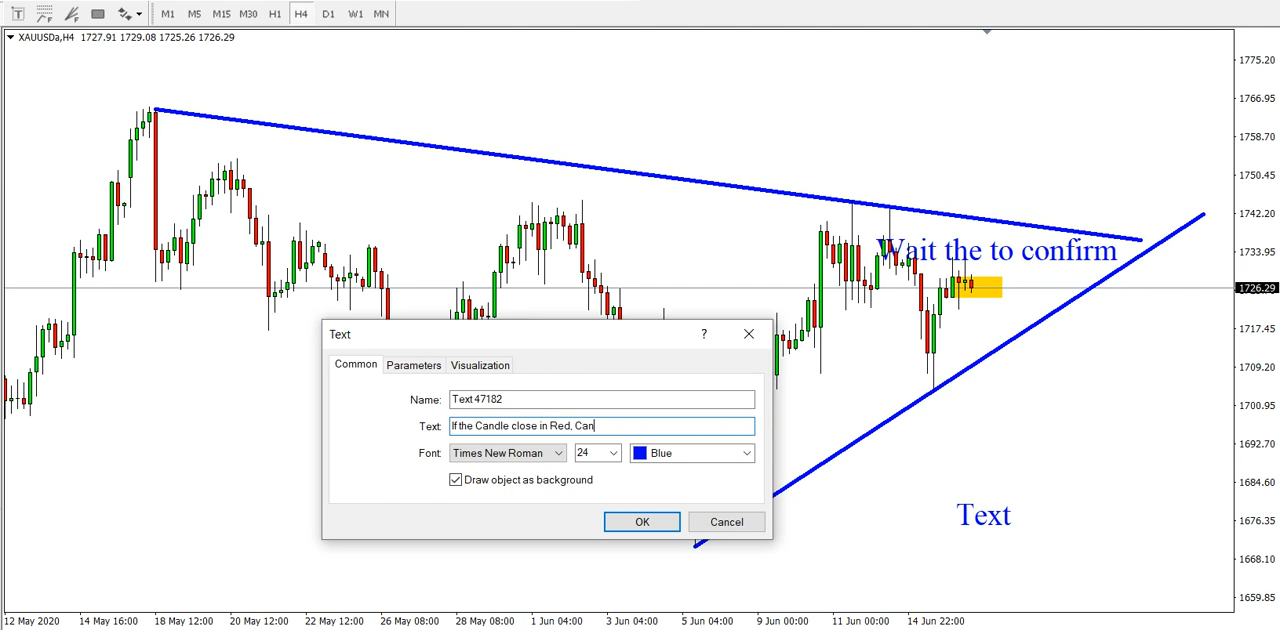 T F F M1 M5 M15 M30 H1 H4 D1 W1 MN
XAUUSDa,H4 1727.91 1729.08 1725.26 1726.29
1775.20
1766.95
1758.70
1750.45
1742.20
Wait the to confirm
1733.95
1726.29
Text ?
1717.45
Common Parameters Visualization
1709.20
Name: Text 47182
1700.95
Text: If the Candle close in Red, Can
Font: Times New Roman 24 Blue
1692.70
Draw object as background
1684.60
Text
OK Cancel
1676.35
1668.10
1659.85
12 May 2020 14 May 16:00 18 May 12:00 20 May 12:00 22 May 12:00 26 May 08:00 28 May 08:00 1 Jun 04:00 3 Jun 04:00 5 Jun 04:00 9 Jun 00:00 11 Jun 00:00 14 Jun 22:00